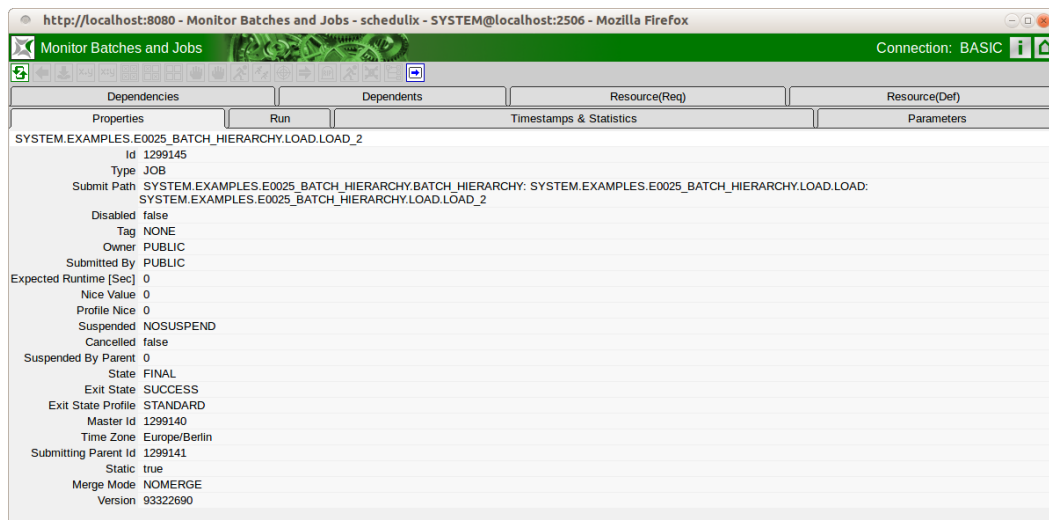 http://localhost:8080 - Monitor Batches and Jobs - schedulix - SYSTEM@localhost:2506 - Mozilla Firefox
Monitor Batches and Jobs Connection: BASIC
Dependencies Dependents Resource(Req) Resource(Def)
Properties Run Timestamps & Statistics Parameters
SYSTEM.EXAMPLES.E0025_BATCH_HIERARCHY.LOAD.LOAD_2
Id 1299145
Type JOB
Submit Path SYSTEM.EXAMPLES.E0025_BATCH_HIERARCHY.BATCH_HIERARCHY: SYSTEM.EXAMPLES.E0025_BATCH_HIERARCHY.LOAD.LOAD:
SYSTEM.EXAMPLES.E0025_BATCH_HIERARCHY.LOAD.LOAD_2
Disabled false
Tag NONE
Owner PUBLIC
Submitted By PUBLIC
Expected Runtime [Sec] 0
Nice Value 0
Profile Nice 0
Suspended NOSUSPEND
Cancelled false
Suspended By Parent 0
State FINAL
Exit State SUCCESS
Exit State Profile STANDARD
Master Id 1299140
Time Zone Europe/Berlin
Submitting Parent Id 1299141
Static true
Merge Mode NOMERGE
Version 93322690